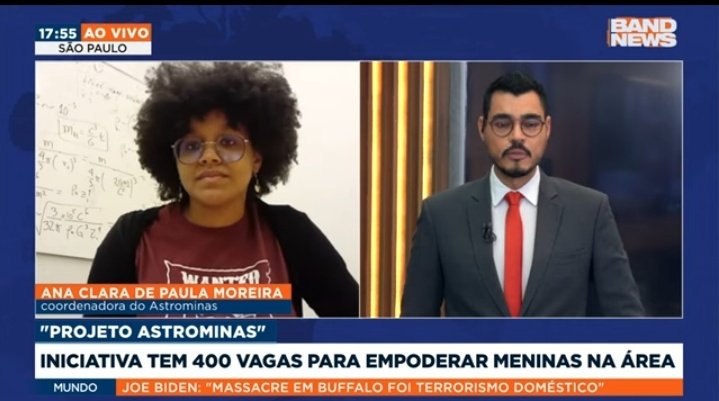 17:55 AO VIVO
SÃO PAULO
BAND
NEWS
WANTED
ANA CLARA DE PAULA MOREIRA
coordenadora do Astrominas
"PROJETO ASTROMINAS"
INICIATIVA TEM 400 VAGAS PARA EMPODERAR MENINAS NA ÁREA
MUNDO JOE BIDEN: "MASSACRE EM BUFFALO FOI TERRORISMO DOMÉSTICO"